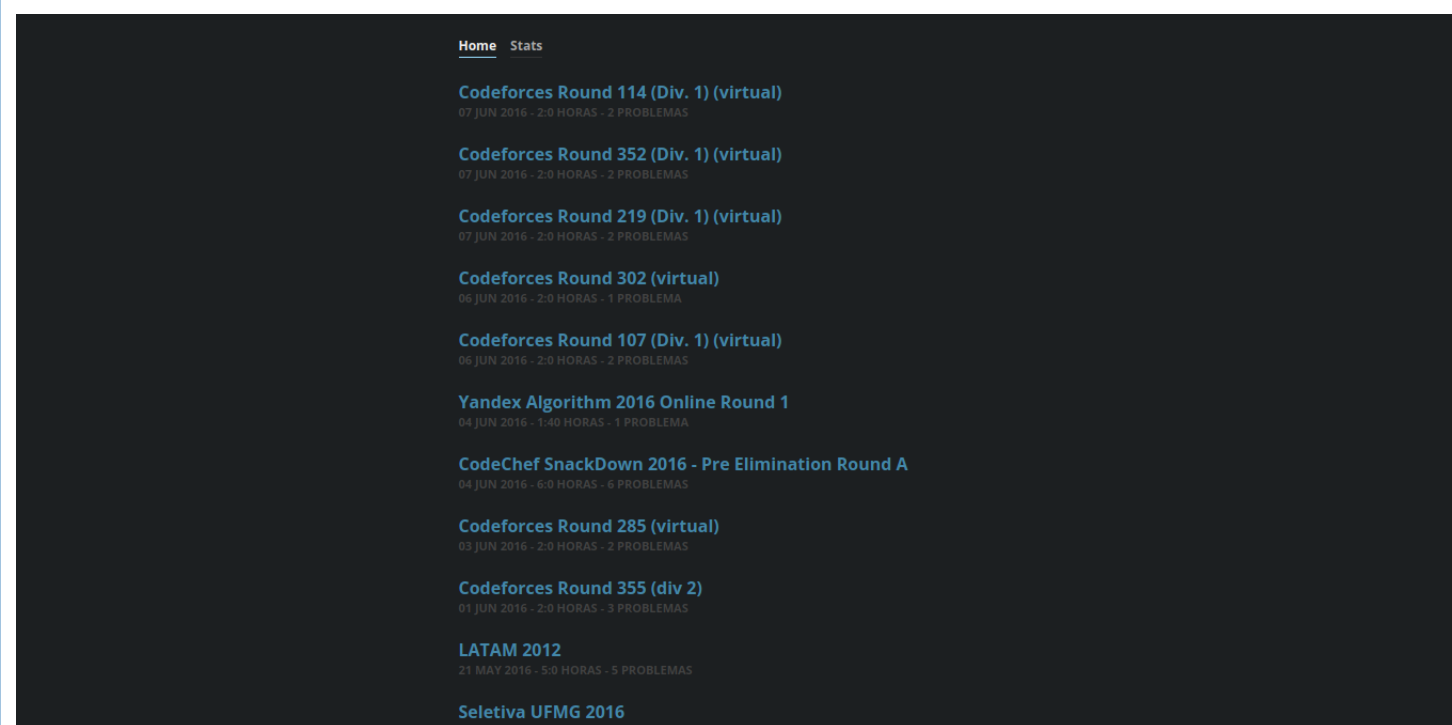 Home Stats
Codeforces Round 114 (Div. 1) (virtual)
07 JUN 2016 - 2:0 HORAS - 2 PROBLEMAS
Codeforces Round 352 (Div. 1) (virtual)
07 JUN 2016 - 2:0 HORAS - 2 PROBLEMAS
Codeforces Round 219 (Div. 1) (virtual)
07 JUN 2016 - 2:0 HORAS - 2 PROBLEMAS
Codeforces Round 302 (virtual)
06 JUN 2016 - 2:0 HORAS - 1 PROBLEMA
Codeforces Round 107 (Div. 1) (virtual)
06 JUN 2016 - 2:0 HORAS - 2 PROBLEMAS
Yandex Algorithm 2016 Online Round 1
04 JUN 2016 - 1:40 HORAS - 1 PROBLEMA
CodeChef SnackDown 2016 - Pre Elimination Round A
04 JUN 2016 - 6:0 HORAS - 6 PROBLEMAS
Codeforces Round 285 (virtual)
03 JUN 2016 - 2:0 HORAS - 2 PROBLEMAS
Codeforces Round 355 (div 2)
01 JUN 2016 - 2:0 HORAS - 3 PROBLEMAS
LATAM 2012
21 MAY 2016 - 5:0 HORAS - 5 PROBLEMAS
Seletiva UFMG 2016